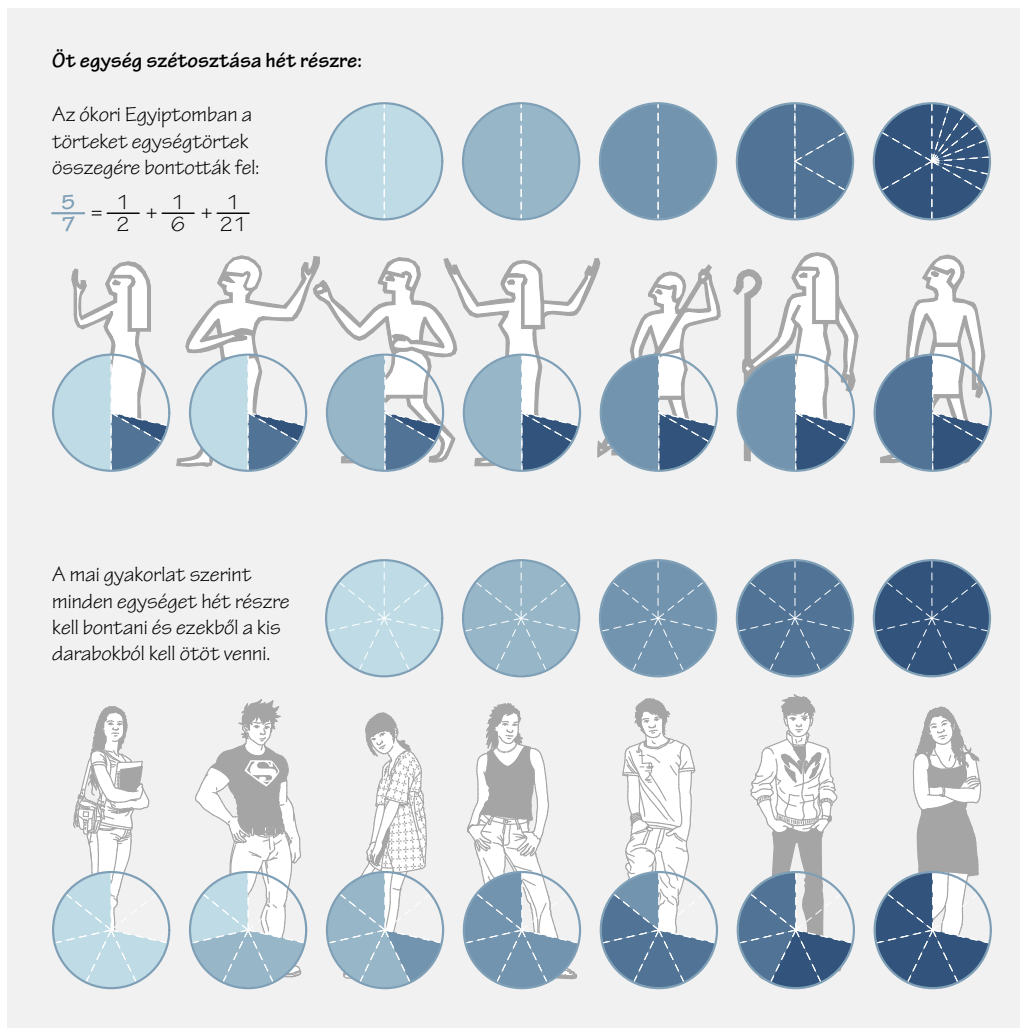 Öt egység szétosztása hét részre:
Az ókori Egyiptomban a
törteket egységtörtek
összegére bontották fel:
5/7 = 1/2 + 1/6 + 1/21
A mai gyakorlat szerint
minden egységet hét részre
kell bontani és ezekből a kis
darabokból kell ötöt venni.